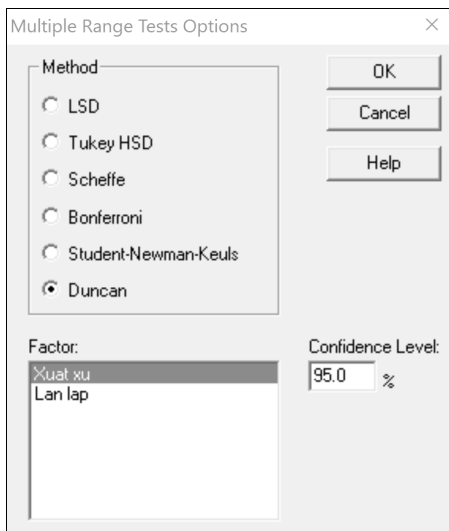 Multiple Range Tests Options
Method
LSD
Tukey HSD
Scheffe
Bonferroni
Student-Newman-Keuls
Duncan
OK
Cancel
Help
Factor:
Xuat xu
Lan lap
Confidence Level:
95.0 %